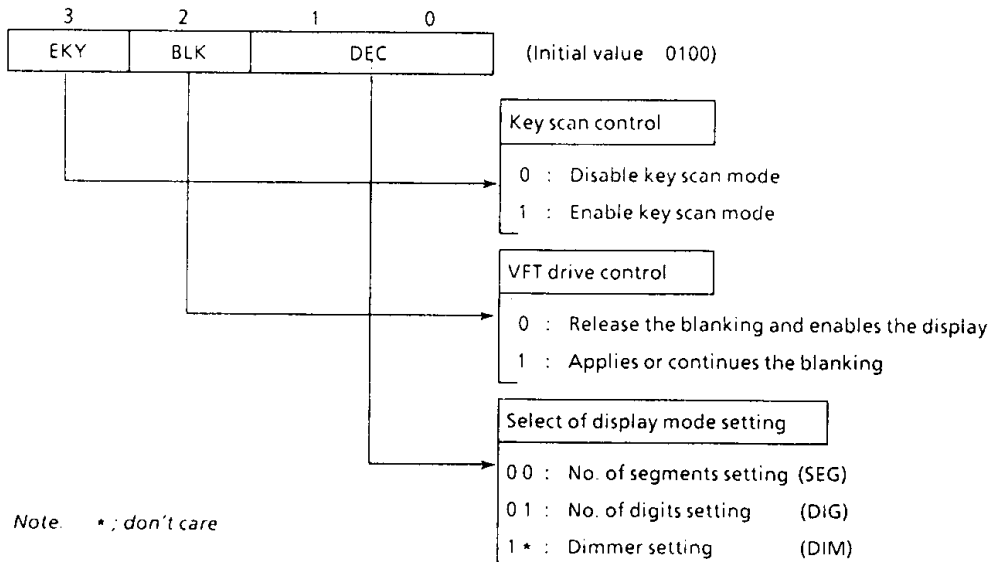 3 2 1 0
EKY BLK DEC (Initial value 0100)
Key scan control
0 : Disable key scan mode
1 : Enable key scan mode
VFT drive control
0 : Release the blanking and enables the display
1 : Applies or continues the blanking
Select of display mode setting
0 0 : No. of segments setting (SEG)
0 1 : No. of digits setting (DIG)
Note. * ; don't care
1 * : Dimmer setting (DIM)